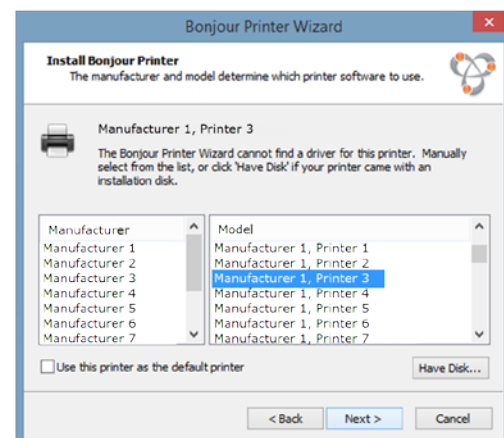 Bonjour Printer Wizard
Install Bonjour Printer
The manufacturer and model determine which printer software to use.
Manufacturer 1, Printer 3
The Bonjour Printer Wizard cannot find a driver for this printer. Manually
select from the list, or click 'Have Disk' if your printer came with an
installation disk.
Manufacturer
Manufacturer 1
Manufacturer 2
Manufacturer 3
Manufacturer 4
Manufacturer 5
Manufacturer 6
Manufacturer 7
Model
Manufacturer 1, Printer 1
Manufacturer 1, Printer 2
Manufacturer 1, Printer 3
Manufacturer 1, Printer 4
Manufacturer 1, Printer 5
Manufacturer 1, Printer 6
Manufacturer 1, Printer 7
Use this printer as the default printer
Have Disk...
< Back
Next >
Cancel